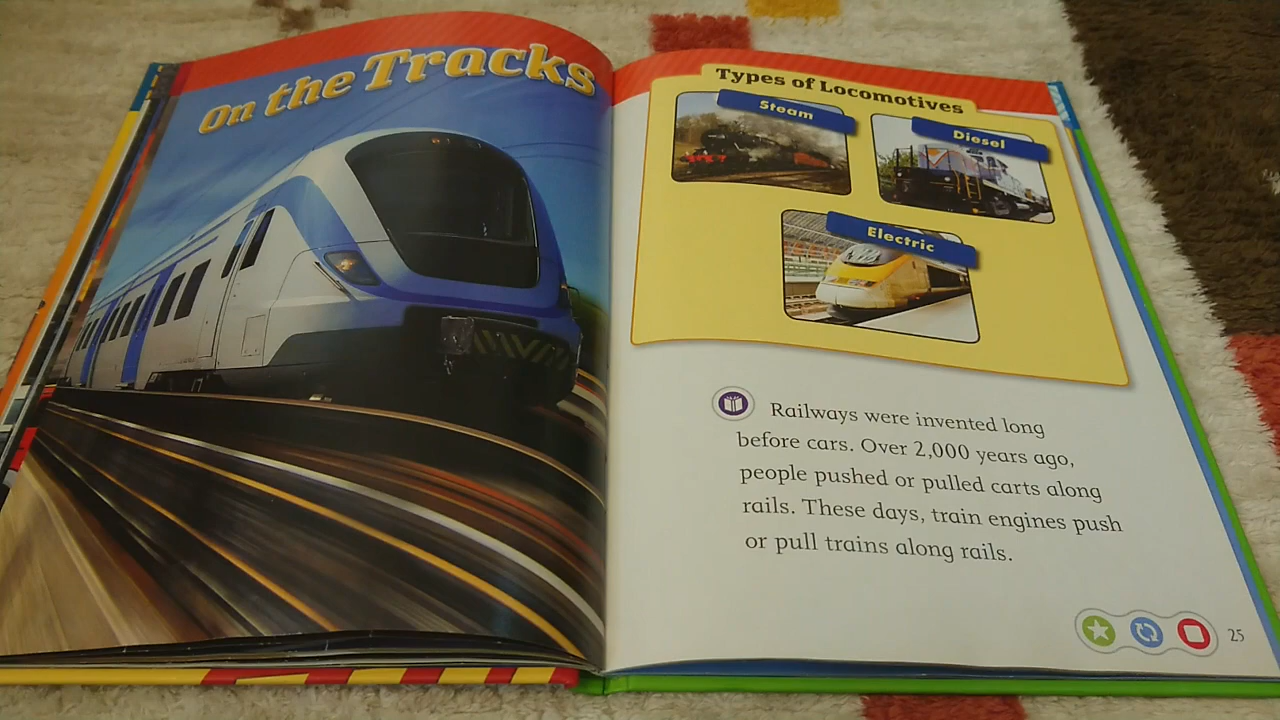 On the Tracks
Types of Locomotives
Steam
Diesel
Electric
Railways were invented long
before cars. Over 2,000 years ago,
people pushed or pulled carts along
rails. These days, train engines push
or pull trains along rails.
25